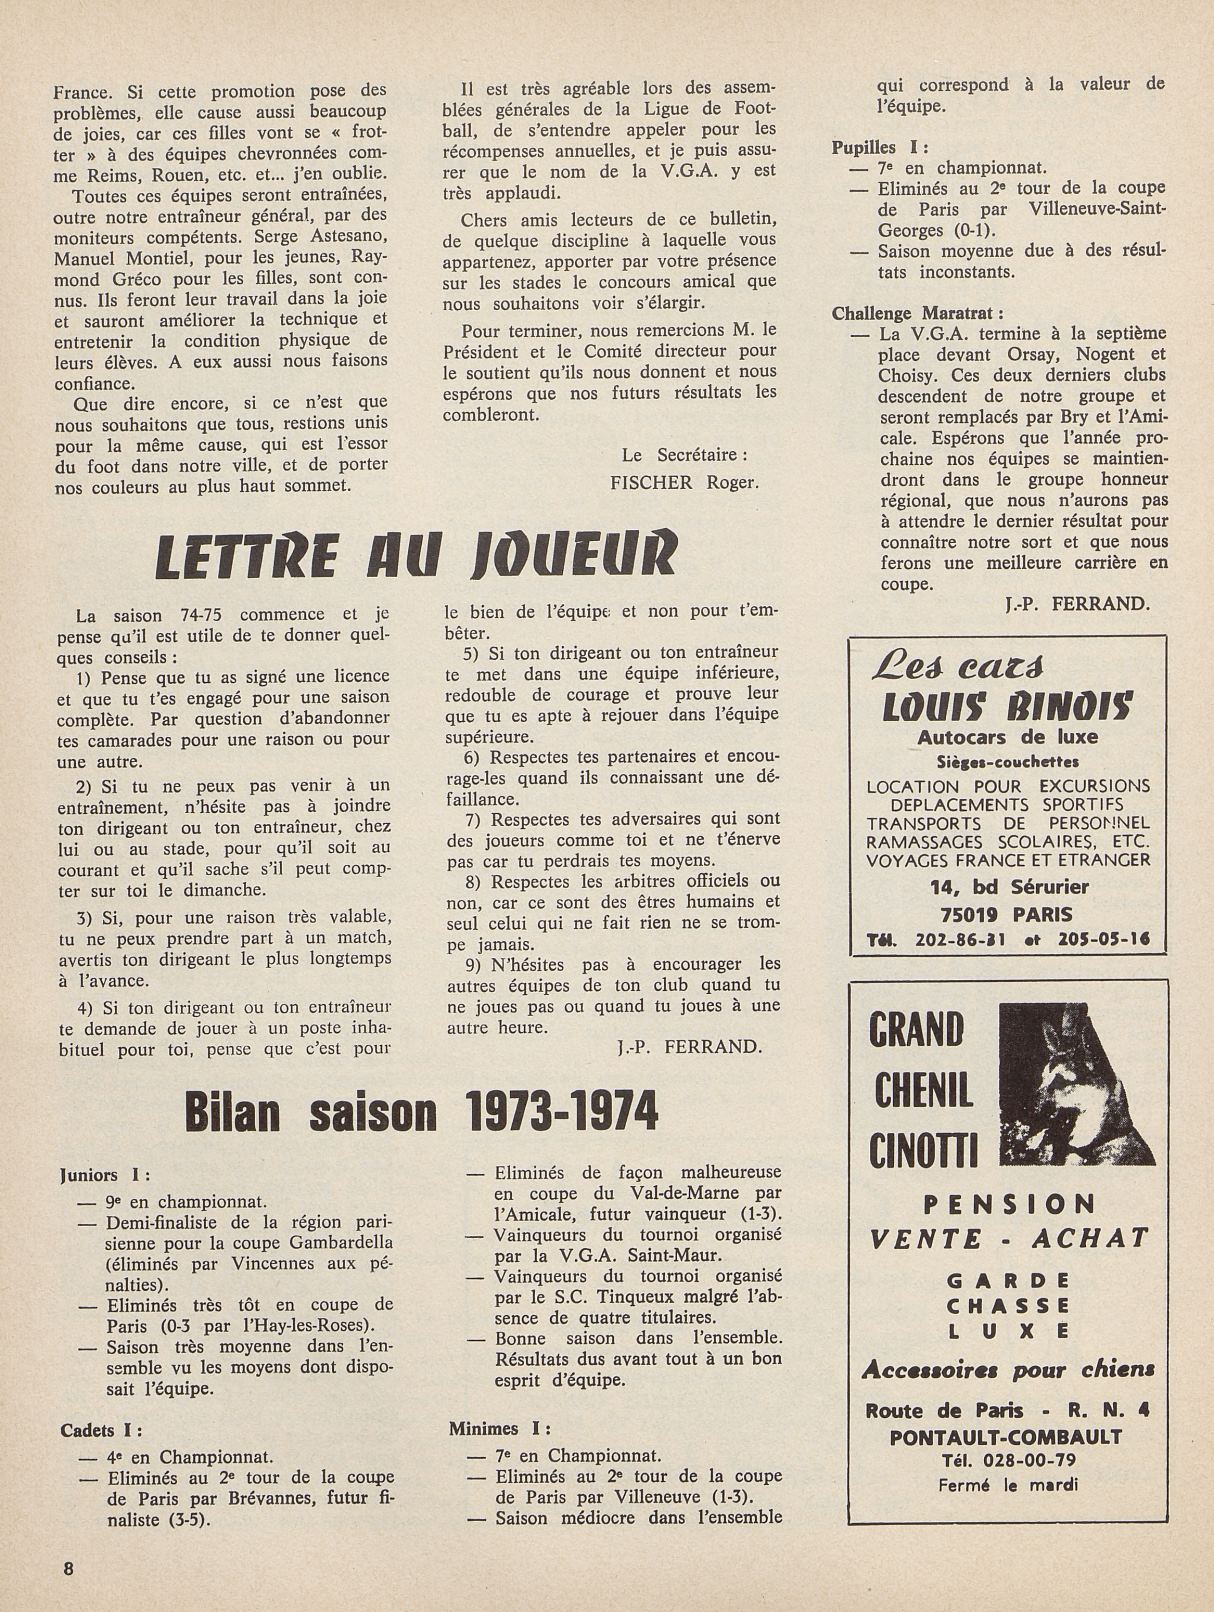 France. Si cette promotion pose des
problèmes, elle cause aussi beaucoup
de joies, car ces filles vont se « frot-
ter » à des équipes chevronnées com-
me Reims, Rouen, etc. et... j'en oublie.
Toutes ces équipes seront entraînées,
outre notre entraîneur général, par des
moniteurs compétents. Serge Astesano,
Manuel Montiel, pour les jeunes, Ray-
mond Gréco pour les filles, sont con-
nus. Ils feront leur travail dans la joie
et sauront améliorer la technique et
entretenir la condition physique de
leurs élèves. A eux aussi nous faisons
confiance.
Que dire encore, si ce n'est que
nous souhaitons que tous, restions unis
pour la même cause, qui est l'essor
du foot dans notre ville, et de porter
nos couleurs au plus haut sommet.
Il est très agréable lors des assem-
blées générales de la Ligue de Foot-
ball, de s'entendre appeler pour les
récompenses annuelles, et je puis assu-
rer que le nom de la V.G.A. y est
très applaudi.
Chers amis lecteurs de ce bulletin,
de quelque discipline à laquelle vous
appartenez, apporter par votre présence
sur les stades le concours amical que
nous souhaitons voir s'élargir.
Pour terminer, nous remercions M. le
Président et le Comité directeur pour
le soutient qu'ils nous donnent et nous
espérons que nos futurs résultats les
combleront.
Le Secrétaire :
FISCHER Roger.
LETTRE AU JOUEUR
La saison 74-75 commence et je
pense qu'il est utile de te donner quel-
ques conseils :
1) Pense que tu as signé une licence
et que tu t'es engagé pour une saison
complète. Par question d'abandonner
tes camarades pour une raison ou pour
une autre.
2) Si tu ne peux pas venir à un
entraînement, n'hésite pas à joindre
ton dirigeant ou ton entraîneur, chez
lui ou au stade, pour qu'il soit au
courant et qu'il sache s'il peut comp-
ter sur toi le dimanche.
3) Si, pour une raison très valable,
tu ne peux prendre part à un match,
avertis ton dirigeant le plus longtemps
à l'avance.
4) Si ton dirigeant ou ton entraîneur
te demande de jouer à un poste inha-
bituel pour toi, pense que c'est pour
le bien de l'équipe et non pour t'em-
bêter.
5) Si ton dirigeant ou ton entraîneur
te met dans une équipe inférieure,
redouble de courage et prouve leur
que tu es apte à rejouer dans l'équipe
supérieure.
6) Respectes tes partenaires et encou-
rage-les quand ils connaissant une dé-
faillance.
7) Respectes tes adversaires qui sont
des joueurs comme toi et ne t'énerve
pas car tu perdrais tes moyens.
8) Respectes les arbitres officiels ou
non, car ce sont des êtres humains et
seul celui qui ne fait rien ne se trom-
pe jamais.
9) N'hésites pas à encourager les
autres équipes de ton club quand tu
ne joues pas ou quand tu joues à une
autre heure.
J.-P. FERRAND.
Bilan saison 1973-1974
Juniors I :
— 9e en championnat.
— Demi-finaliste de la région pari-
sienne pour la coupe Gambardella
(éliminés par Vincennes aux pé-
nalties).
— Eliminés très tôt en coupe de
Paris (0-3 par l'Hay-les-Roses).
— Saison très moyenne dans l'en-
semble vu les moyens dont dispo-
sait l'équipe.
Cadets I :
— 4e en Championnat.
— Eliminés au 2e tour de la coupe
de Paris par Brévannes, futur fi-
naliste (3-5).
— Eliminés de façon malheureuse
en coupe du Val-de-Marne par
l'Amicale, futur vainqueur (1-3).
— Vainqueurs du tournoi organisé
par la V.G.A. Saint-Maur.
— Vainqueurs du tournoi organisé
par le S.C. Tinqueux malgré l'ab-
sence de quatre titulaires.
— Bonne saison dans l'ensemble.
Résultats dus avant tout à un bon
esprit d'équipe.
Minimes I :
— 7e en Championnat.
— Eliminés au 2e tour de la coupe
de Paris par Villeneuve (1-3).
— Saison médiocre dans l'ensemble
qui correspond à la valeur de
l'équipe.
Pupilles I :
— 7e en championnat.
— Eliminés au 2e tour de la coupe
de Paris par Villeneuve-Saint-
Georges (0-1).
— Saison moyenne due à des résul-
tats inconstants.
Challenge Maratrat :
— La V.G.A. termine à la septième
place devant Orsay, Nogent et
Choisy. Ces deux derniers clubs
descendent de notre groupe et
seront remplacés par Bry et l'Ami-
cale. Espérons que l'année pro-
chaine nos équipes se maintien-
dront dans le groupe honneur
régional, que nous n'aurons pas
à attendre le dernier résultat pour
connaître notre sort et que nous
ferons une meilleure carrière en
coupe.
J.-P. FERRAND.
Les cars
LOUIS BINOIS
Autocars de luxe
Sièges-couchettes
LOCATION POUR EXCURSIONS
DEPLACEMENTS SPORTIFS
TRANSPORTS DE PERSONNEL
RAMASSAGES SCOLAIRES, ETC.
VOYAGES FRANCE ET ETRANGER
14, bd Sérurier
75019 PARIS
Tél. 202-86-31 et 205-05-16
GRAND
CHENIL
CINOTTI
PENSION
VENTE - ACHAT
GARDE
CHASSE
LUXE
Accessoires pour chiens
Route de Paris - R. N. 4
PONTAULT-COMBAULT
Tél. 028-00-79
Fermé le mardi
8